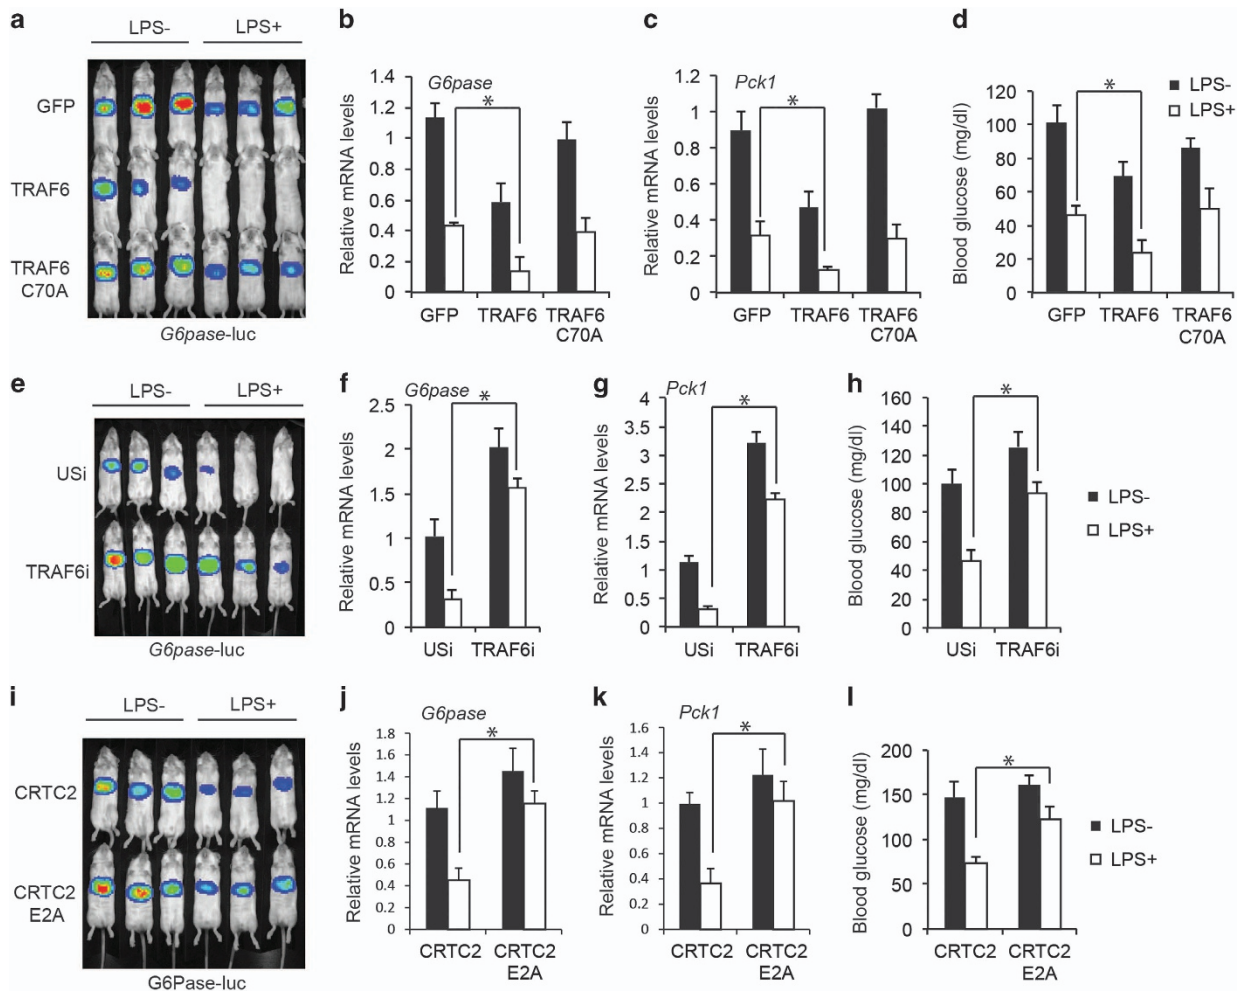 a
LPS-
LPS+
GFP
TRAF6
TRAF6
C70A
G6pase-luc
b
G6pase
*
Relative mRNA levels
1.4
1.2
1
0.8
0.6
0.4
0.2
0
GFP TRAF6 TRAF6
C70A
c
Pck1
*
Relative mRNA levels
1.2
1.0
0.8
0.6
0.4
0.2
0
GFP TRAF6 TRAF6
C70A
d
LPS-
LPS+
*
Blood glucose (mg/dl)
120
100
80
60
40
20
0
GFP TRAF6 TRAF6
C70A
e
LPS-
LPS+
USi
TRAF6i
G6pase-luc
f
G6pase
*
Relative mRNA levels
2.5
2
1.5
1
0.5
0
USi TRAF6i
g
Pck1
*
Relative mRNA levels
4
3.5
3
2.5
2
1.5
1
0.5
0
USi TRAF6i
h
*
Blood glucose (mg/dl)
160
140
120
100
80
60
40
20
0
USi TRAF6i
LPS-
LPS+
i
LPS-
LPS+
CRTC2
CRTC2
E2A
G6Pase-luc
j
G6pase
*
Relative mRNA levels
1.8
1.6
1.4
1.2
1
0.8
0.6
0.4
0.2
0
CRTC2 CRTC2
E2A
k
Pck1
*
Relative mRNA levels
1.6
1.4
1.2
1
0.8
0.6
0.4
0.2
0
CRTC2 CRTC2
E2A
l
*
Blood glucose (mg/dl)
200
150
100
50
0
CRTC2 CRTC2
E2A
LPS-
LPS+